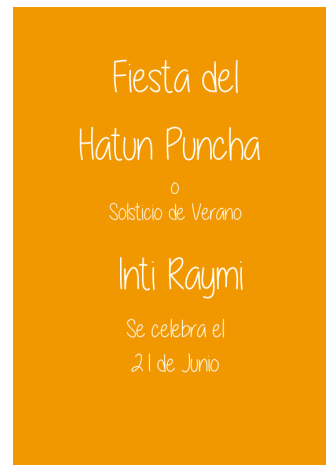 Fiesta del
Hatun Puncha
o
Solsticio de Verano
Inti Raymi
Se celebra el
21 de Junio